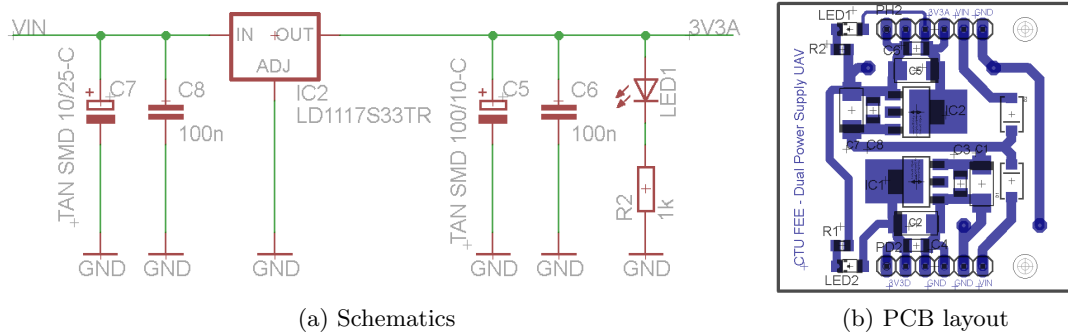 VIN
IN
OUT
ADJ
3V3A
TAN SMD 10/25-C
+
C7
C8
100n
IC2
LD1117S33TR
TAN SMD 100/10-C
+
C5
C6
100n
LED1
R2
1k
GND
GND
GND
GND
GND
GND
(a) Schematics
LED1
PH2
3V3A
VIN
GND
R2
C6
C5
IC2
C7
C8
C3
C1
IC1
C2
R1
PD2
C4
LED2
3V3D
GND
GND
VIN
CTU FEE - Dual Power Supply UAV
(b) PCB layout